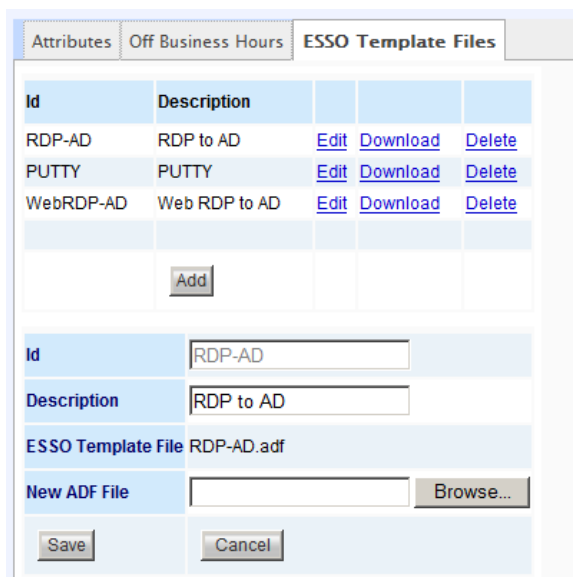 Attributes Off Business Hours ESSO Template Files
Id Description
RDP-AD RDP to AD Edit Download Delete
PUTTY PUTTY Edit Download Delete
WebRDP-AD Web RDP to AD Edit Download Delete
Add
Id RDP-AD
Description RDP to AD
ESSO Template File RDP-AD.adf
New ADF File Browse...
Save Cancel